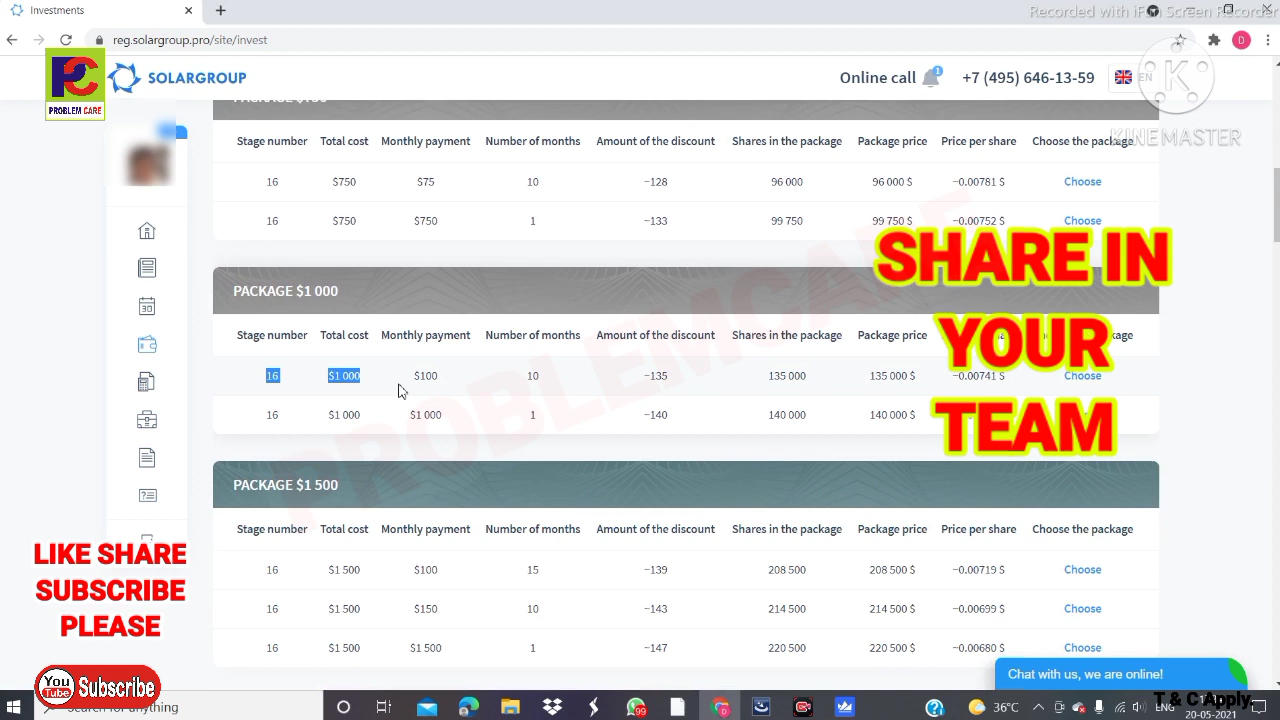 Investments
Recorded with iFun Screen Recorder
reg.solargroup.pro/site/invest
D
PC
PROBLEM CARE
SOLARGROUP
Online call
1
+7 (495) 646-13-59
EN
K
KINEMASTER
PACKAGE $750
Stage number Total cost Monthly payment Number of months Amount of the discount Shares in the package Package price Price per share Choose the package
16 $750 $75 10 ~128 96 000 96 000 $ ~0.00781 $ Choose
16 $750 $750 1 ~133 99 750 99 750 $ ~0.00752 $ Choose
PROBLEMCARE
SHARE IN
YOUR
TEAM
PACKAGE $1 000
Stage number Total cost Monthly payment Number of months Amount of the discount Shares in the package Package price
16 $1 000 $100 10 ~135 135 000 135 000 $ ~0.00741 $ Choose
16 $1 000 $1 000 1 ~140 140 000 140 000 $
PACKAGE $1 500
Stage number Total cost Monthly payment Number of months Amount of the discount Shares in the package Package price Price per share Choose the package
16 $1 500 $100 15 ~139 208 500 208 500 $ ~0.00719 $ Choose
16 $1 500 $150 10 ~143 214 500 214 500 $ ~0.00699 $ Choose
16 $1 500 $1 500 1 ~147 220 500 220 500 $ ~0.00680 $ Choose
LIKE SHARE
SUBSCRIBE
PLEASE
You Tube Subscribe
Chat with us, we are online!
T & C Apply
for anything
99
36°C
ENG
20-05-2021